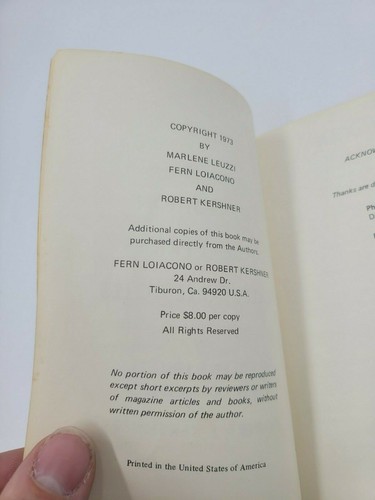 COPYRIGHT 1973
BY
MARLENE LEUZZI
FERN LOIACONO
AND
ROBERT KERSHNER
Additional copies of this book may be
purchased directly from the Authors.
FERN LOIACONO or ROBERT KERSHNER
24 Andrew Dr.
Tiburon, Ca. 94920 U.S.A.
Price $8.00 per copy
All Rights Reserved
No portion of this book may be reproduced
except short excerpts by reviewers or writers
of magazine articles and books, without
written permission of the author.
Printed in the United States of America
ACKNOW
Thanks are d